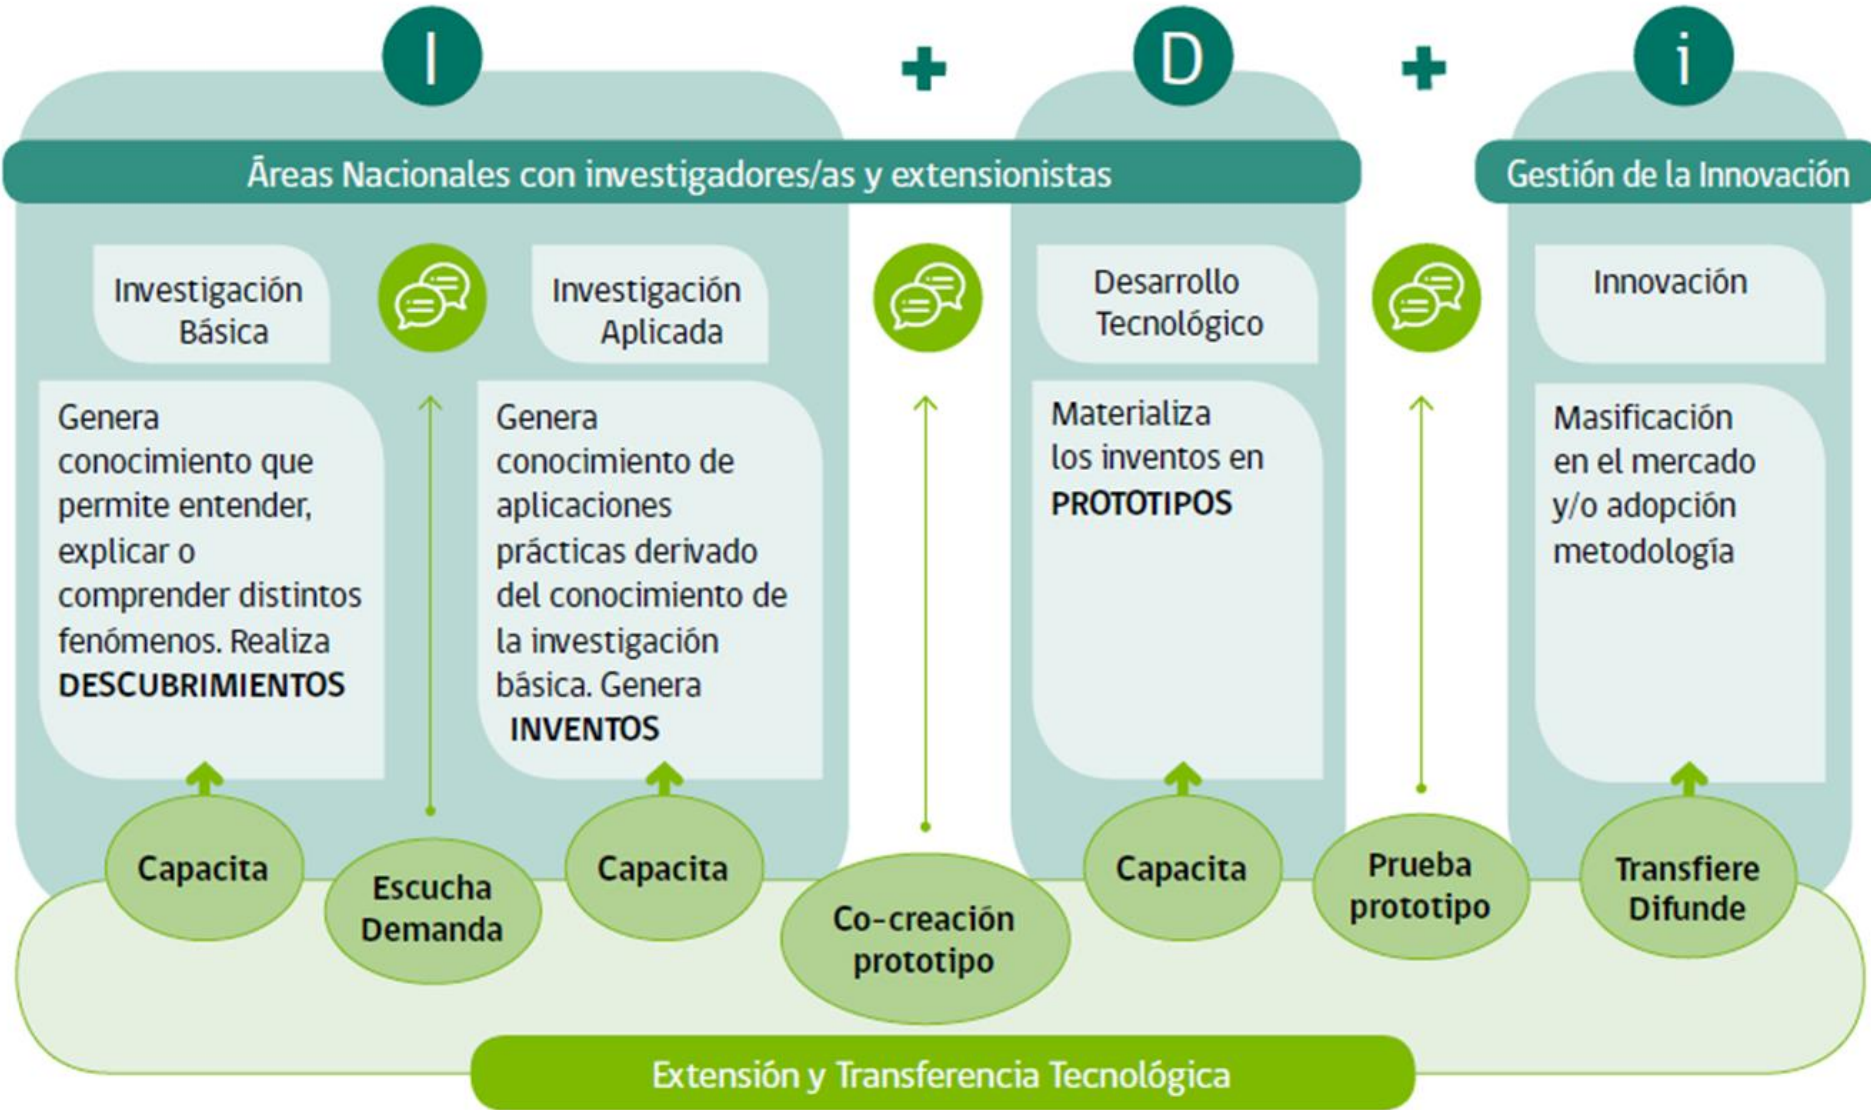 I
+
D
+
i
Áreas Nacionales con investigadores/as y extensionistas
Gestión de la Innovación
Investigación
Básica
Investigación
Aplicada
Desarrollo
Tecnológico
Innovación
Genera
conocimiento que
permite entender,
explicar o
comprender distintos
fenómenos. Realiza
DESCUBRIMIENTOS
Genera
conocimiento de
aplicaciones
prácticas derivado
del conocimiento de
la investigación
básica. Genera
INVENTOS
Materializa
los inventos en
PROTOTIPOS
Masificación
en el mercado
y/o adopción
metodología
Capacita
Escucha
Demanda
Capacita
Co-creación
prototipo
Capacita
Prueba
prototipo
Transfiere
Difunde
Extensión y Transferencia Tecnológica